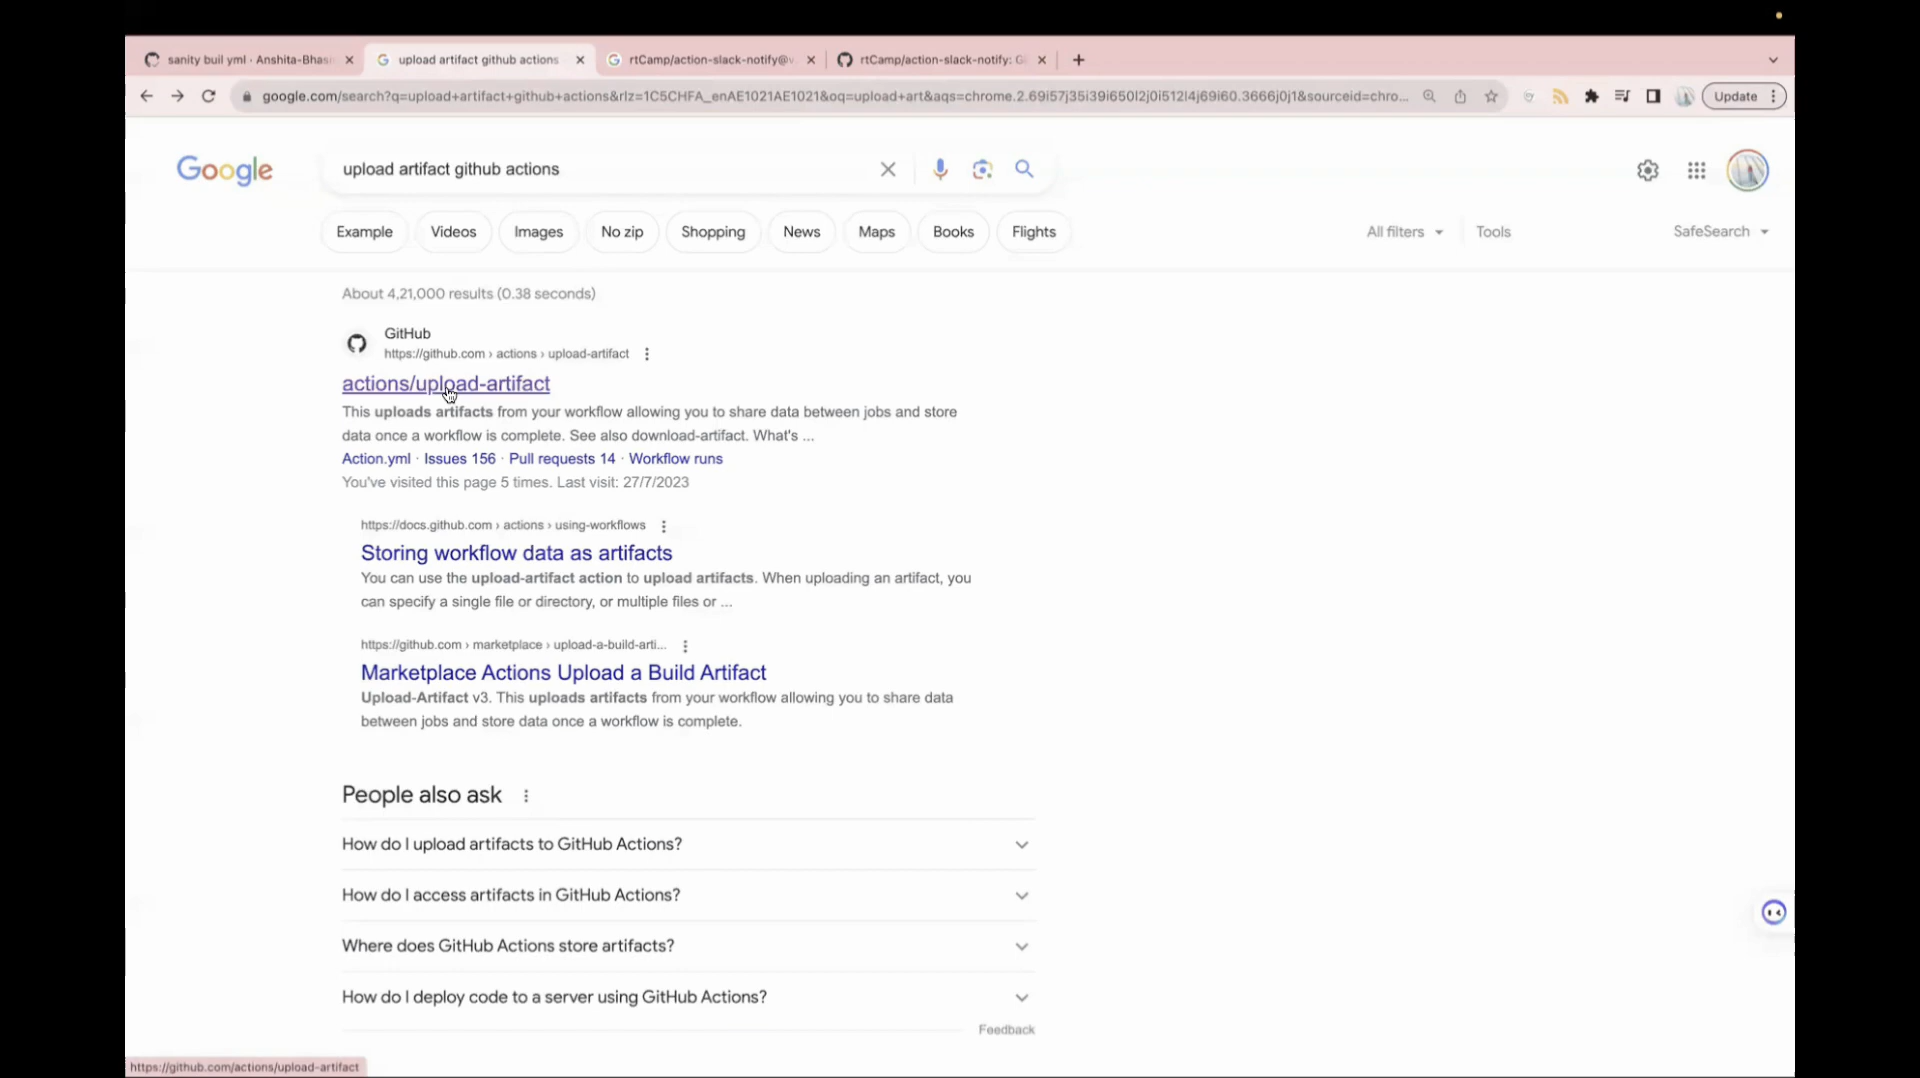 sanity buil yml · Anshita-Bhas
upload artifact github actions
rtCamp/action-slack-notify@v
rtCamp/action-slack-notify: G
google.com/search?q=upload+artifact+github+actions&rlz=1C5CHFA_enAE1021AE1021&oq=upload+art&aqs=chrome.2.69i57j35i39i650l2j0i512l4j69i60.3666j0j1&sourceid=chro...
Update
Google
upload artifact github actions
Example
Videos
Images
No zip
Shopping
News
Maps
Books
Flights
All filters
Tools
SafeSearch
About 4,21,000 results (0.38 seconds)
GitHub
https://github.com › actions › upload-artifact
actions/upload-artifact
This uploads artifacts from your workflow allowing you to share data between jobs and store
data once a workflow is complete. See also download-artifact. What's ...
Action.yml · Issues 156 · Pull requests 14 · Workflow runs
You've visited this page 5 times. Last visit: 27/7/2023
https://docs.github.com › actions › using-workflows
Storing workflow data as artifacts
You can use the upload-artifact action to upload artifacts. When uploading an artifact, you
can specify a single file or directory, or multiple files or ...
https://github.com › marketplace › upload-a-build-arti...
Marketplace Actions Upload a Build Artifact
Upload-Artifact v3. This uploads artifacts from your workflow allowing you to share data
between jobs and store data once a workflow is complete.
People also ask
How do I upload artifacts to GitHub Actions?
How do I access artifacts in GitHub Actions?
Where does GitHub Actions store artifacts?
How do I deploy code to a server using GitHub Actions?
Feedback
https://github.com/actions/upload-artifact